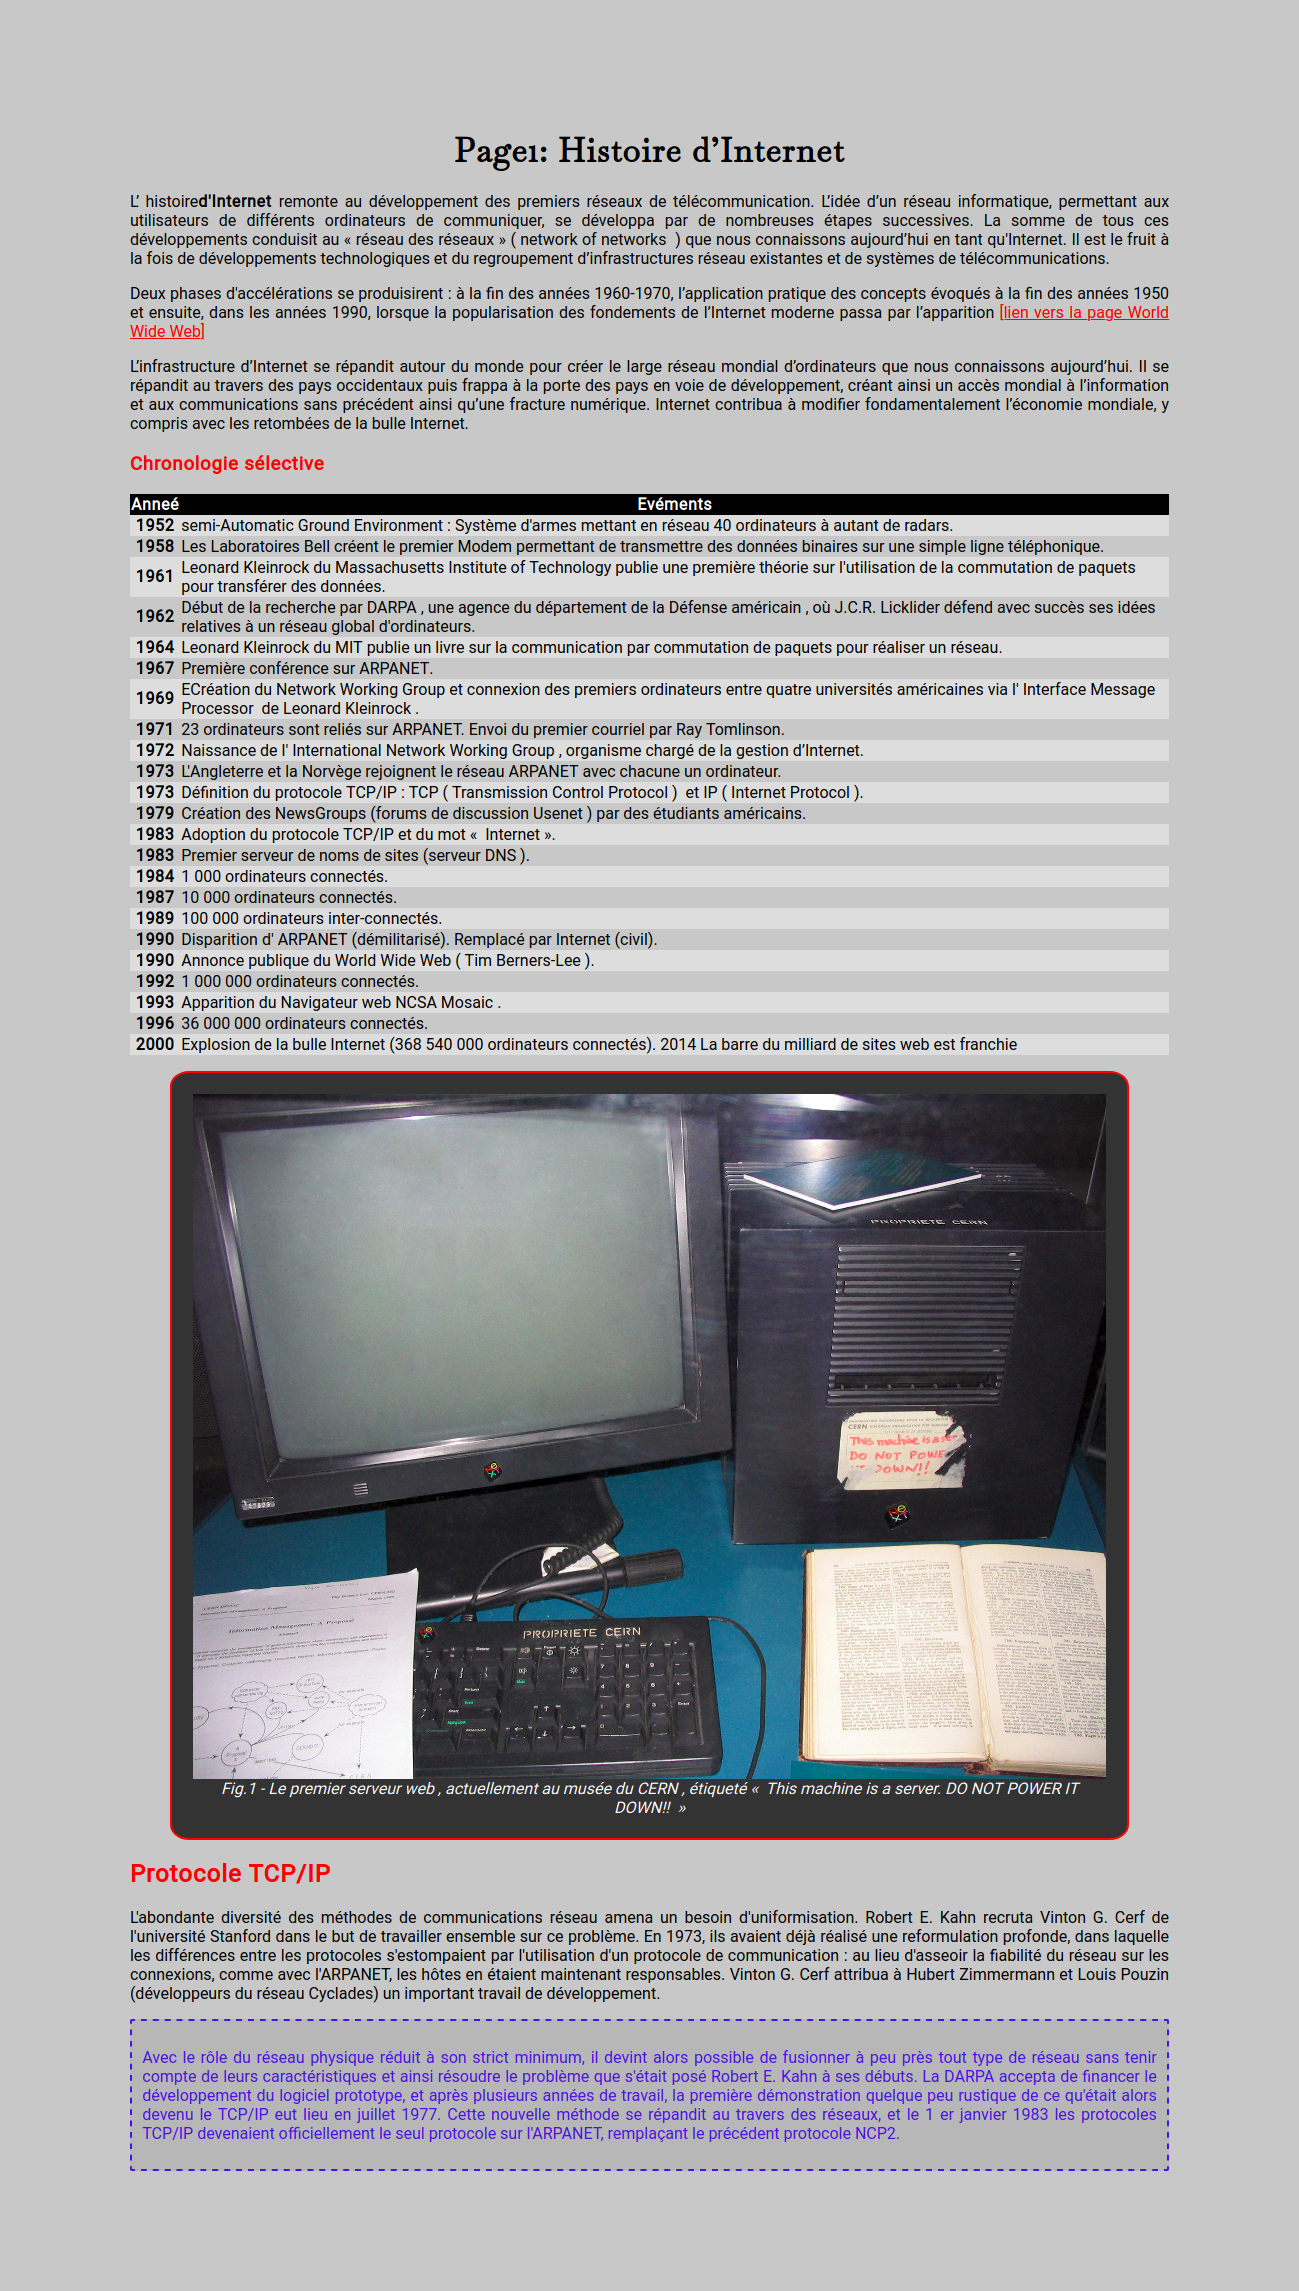 Page1: Histoire d’Internet
L’ histoired'Internet remonte au développement des premiers réseaux de télécommunication. L’idée d’un réseau informatique, permettant aux
utilisateurs de différents ordinateurs de communiquer, se développa par de nombreuses étapes successives. La somme de tous ces
développements conduisit au « réseau des réseaux » ( network of networks  ) que nous connaissons aujourd’hui en tant qu'Internet. Il est le fruit à
la fois de développements technologiques et du regroupement d’infrastructures réseau existantes et de systèmes de télécommunications.
Deux phases d'accélérations se produisirent : à la fin des années 1960-1970, l’application pratique des concepts évoqués à la fin des années 1950
et ensuite, dans les années 1990, lorsque la popularisation des fondements de l’Internet moderne passa par l’apparition [lien vers la page World
Wide Web]
L’infrastructure d’Internet se répandit autour du monde pour créer le large réseau mondial d’ordinateurs que nous connaissons aujourd’hui. Il se
répandit au travers des pays occidentaux puis frappa à la porte des pays en voie de développement, créant ainsi un accès mondial à l’information
et aux communications sans précédent ainsi qu’une fracture numérique. Internet contribua à modifier fondamentalement l’économie mondiale, y
compris avec les retombées de la bulle Internet.
Chronologie sélective
Anneé Evéments
1952 semi-Automatic Ground Environment : Système d'armes mettant en réseau 40 ordinateurs à autant de radars.
1958 Les Laboratoires Bell créent le premier Modem permettant de transmettre des données binaires sur une simple ligne téléphonique.
1961 Leonard Kleinrock du Massachusetts Institute of Technology publie une première théorie sur l'utilisation de la commutation de paquets
pour transférer des données.
1962 Début de la recherche par DARPA , une agence du département de la Défense américain , où J.C.R. Licklider défend avec succès ses idées
relatives à un réseau global d'ordinateurs.
1964 Leonard Kleinrock du MIT publie un livre sur la communication par commutation de paquets pour réaliser un réseau.
1967 Première conférence sur ARPANET.
1969 ECréation du Network Working Group et connexion des premiers ordinateurs entre quatre universités américaines via l' Interface Message
Processor  de Leonard Kleinrock .
1971 23 ordinateurs sont reliés sur ARPANET. Envoi du premier courriel par Ray Tomlinson.
1972 Naissance de l' International Network Working Group , organisme chargé de la gestion d’Internet.
1973 L'Angleterre et la Norvège rejoignent le réseau ARPANET avec chacune un ordinateur.
1973 Définition du protocole TCP/IP : TCP ( Transmission Control Protocol )  et IP ( Internet Protocol ).
1979 Création des NewsGroups (forums de discussion Usenet ) par des étudiants américains.
1983 Adoption du protocole TCP/IP et du mot «  Internet ».
1983 Premier serveur de noms de sites (serveur DNS ).
1984 1 000 ordinateurs connectés.
1987 10 000 ordinateurs connectés.
1989 100 000 ordinateurs inter-connectés.
1990 Disparition d' ARPANET (démilitarisé). Remplacé par Internet (civil).
1990 Annonce publique du World Wide Web ( Tim Berners-Lee ).
1992 1 000 000 ordinateurs connectés.
1993 Apparition du Navigateur web NCSA Mosaic .
1996 36 000 000 ordinateurs connectés.
2000 Explosion de la bulle Internet (368 540 000 ordinateurs connectés). 2014 La barre du milliard de sites web est franchie
PROPRIETE CERN
CERN
This machine is a
DO NOT POWE
DOWN!!
Information Management: A Proposal
PROPRIETE CERN
Fig.1 - Le premier serveur web , actuellement au musée du CERN , étiqueté «  This machine is a server. DO NOT POWER IT
DOWN!!  »
Protocole TCP/IP
L'abondante diversité des méthodes de communications réseau amena un besoin d'uniformisation. Robert E. Kahn recruta Vinton G. Cerf de
l'université Stanford dans le but de travailler ensemble sur ce problème. En 1973, ils avaient déjà réalisé une reformulation profonde, dans laquelle
les différences entre les protocoles s'estompaient par l'utilisation d'un protocole de communication : au lieu d'asseoir la fiabilité du réseau sur les
connexions, comme avec l'ARPANET, les hôtes en étaient maintenant responsables. Vinton G. Cerf attribua à Hubert Zimmermann et Louis Pouzin
(développeurs du réseau Cyclades) un important travail de développement.
Avec le rôle du réseau physique réduit à son strict minimum, il devint alors possible de fusionner à peu près tout type de réseau sans tenir
compte de leurs caractéristiques et ainsi résoudre le problème que s'était posé Robert E. Kahn à ses débuts. La DARPA accepta de financer le
développement du logiciel prototype, et après plusieurs années de travail, la première démonstration quelque peu rustique de ce qu'était alors
devenu le TCP/IP eut lieu en juillet 1977. Cette nouvelle méthode se répandit au travers des réseaux, et le 1 er janvier 1983 les protocoles
TCP/IP devenaient officiellement le seul protocole sur l'ARPANET, remplaçant le précédent protocole NCP2.